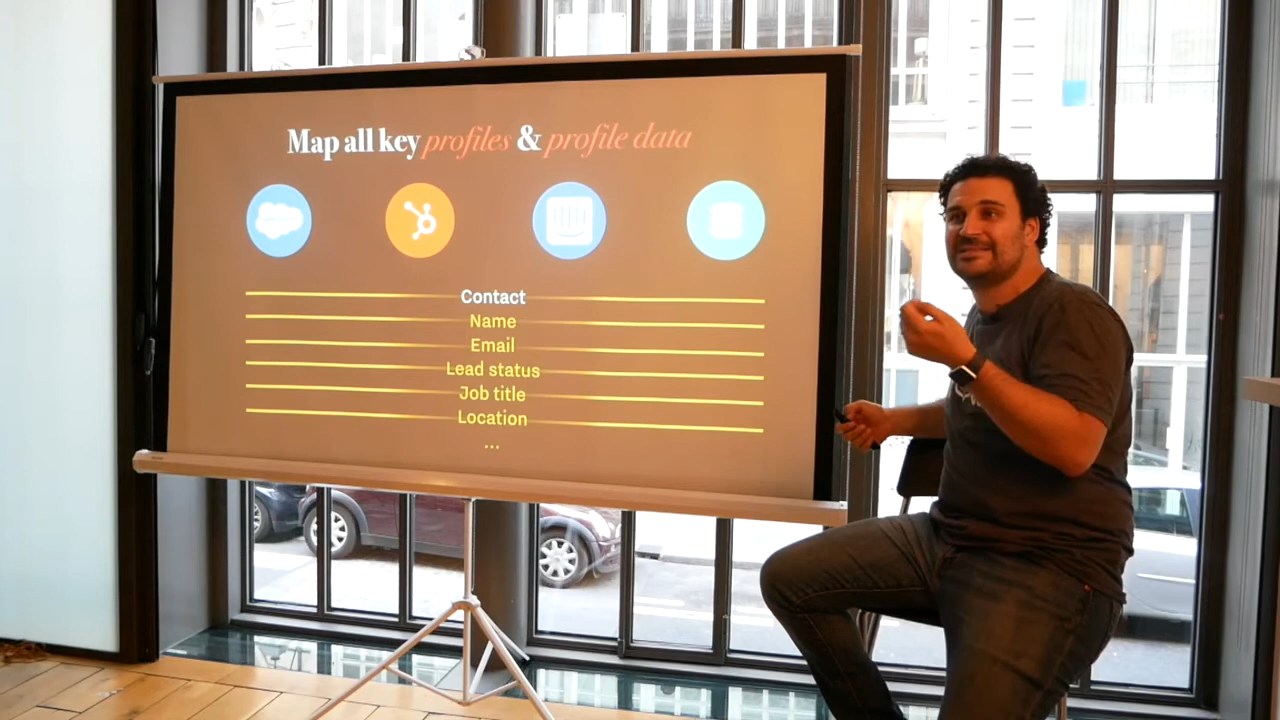 Map all key profiles & profile data
Contact
Name
Email
Lead status
Job title
Location
...